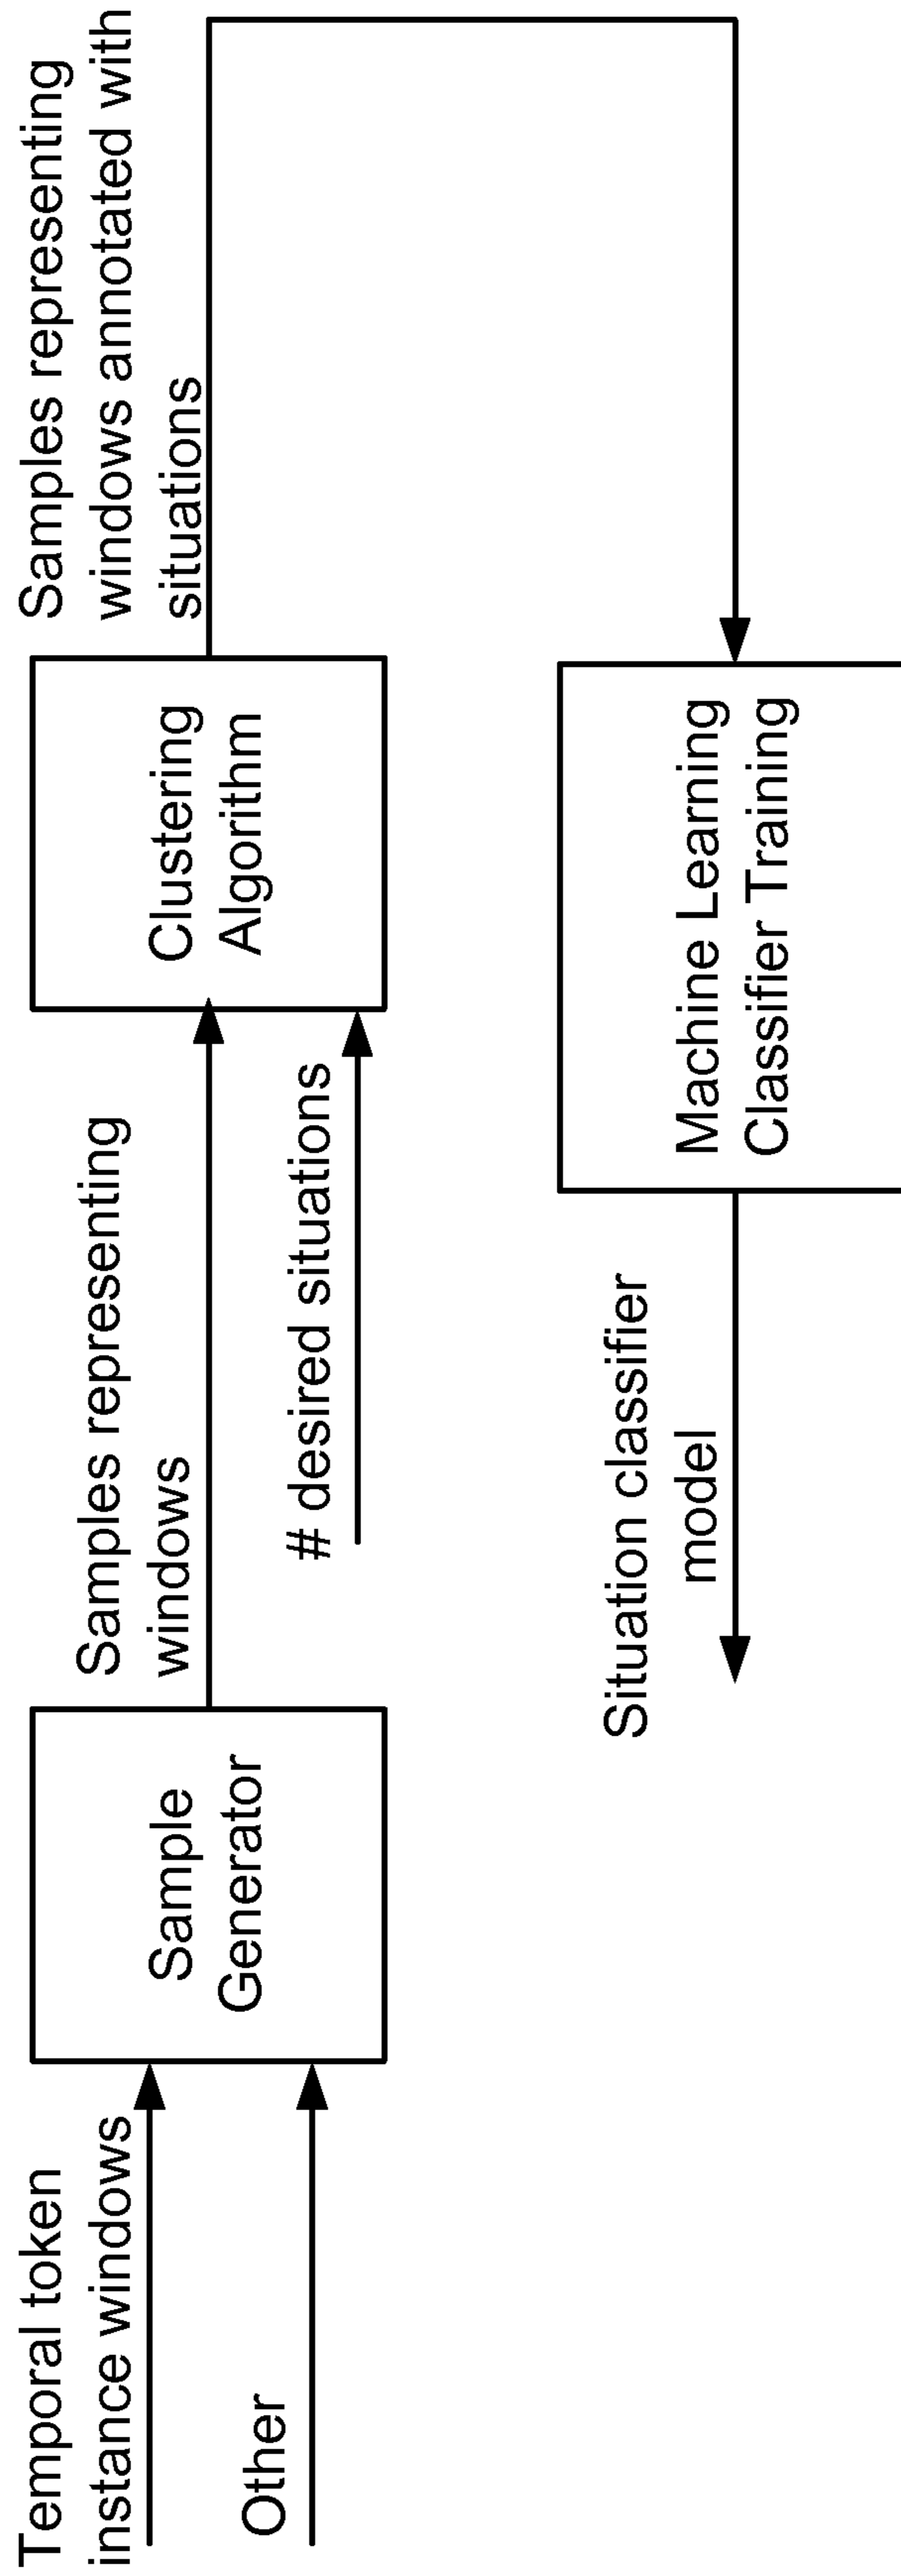 Temporal token
instance windows
Other
Sample
Generator
Samples representing
windows
# desired situations
Clustering
Algorithm
Samples representing
windows annotated with
situations
Machine Learning
Classifier Training
Situation classifier
model